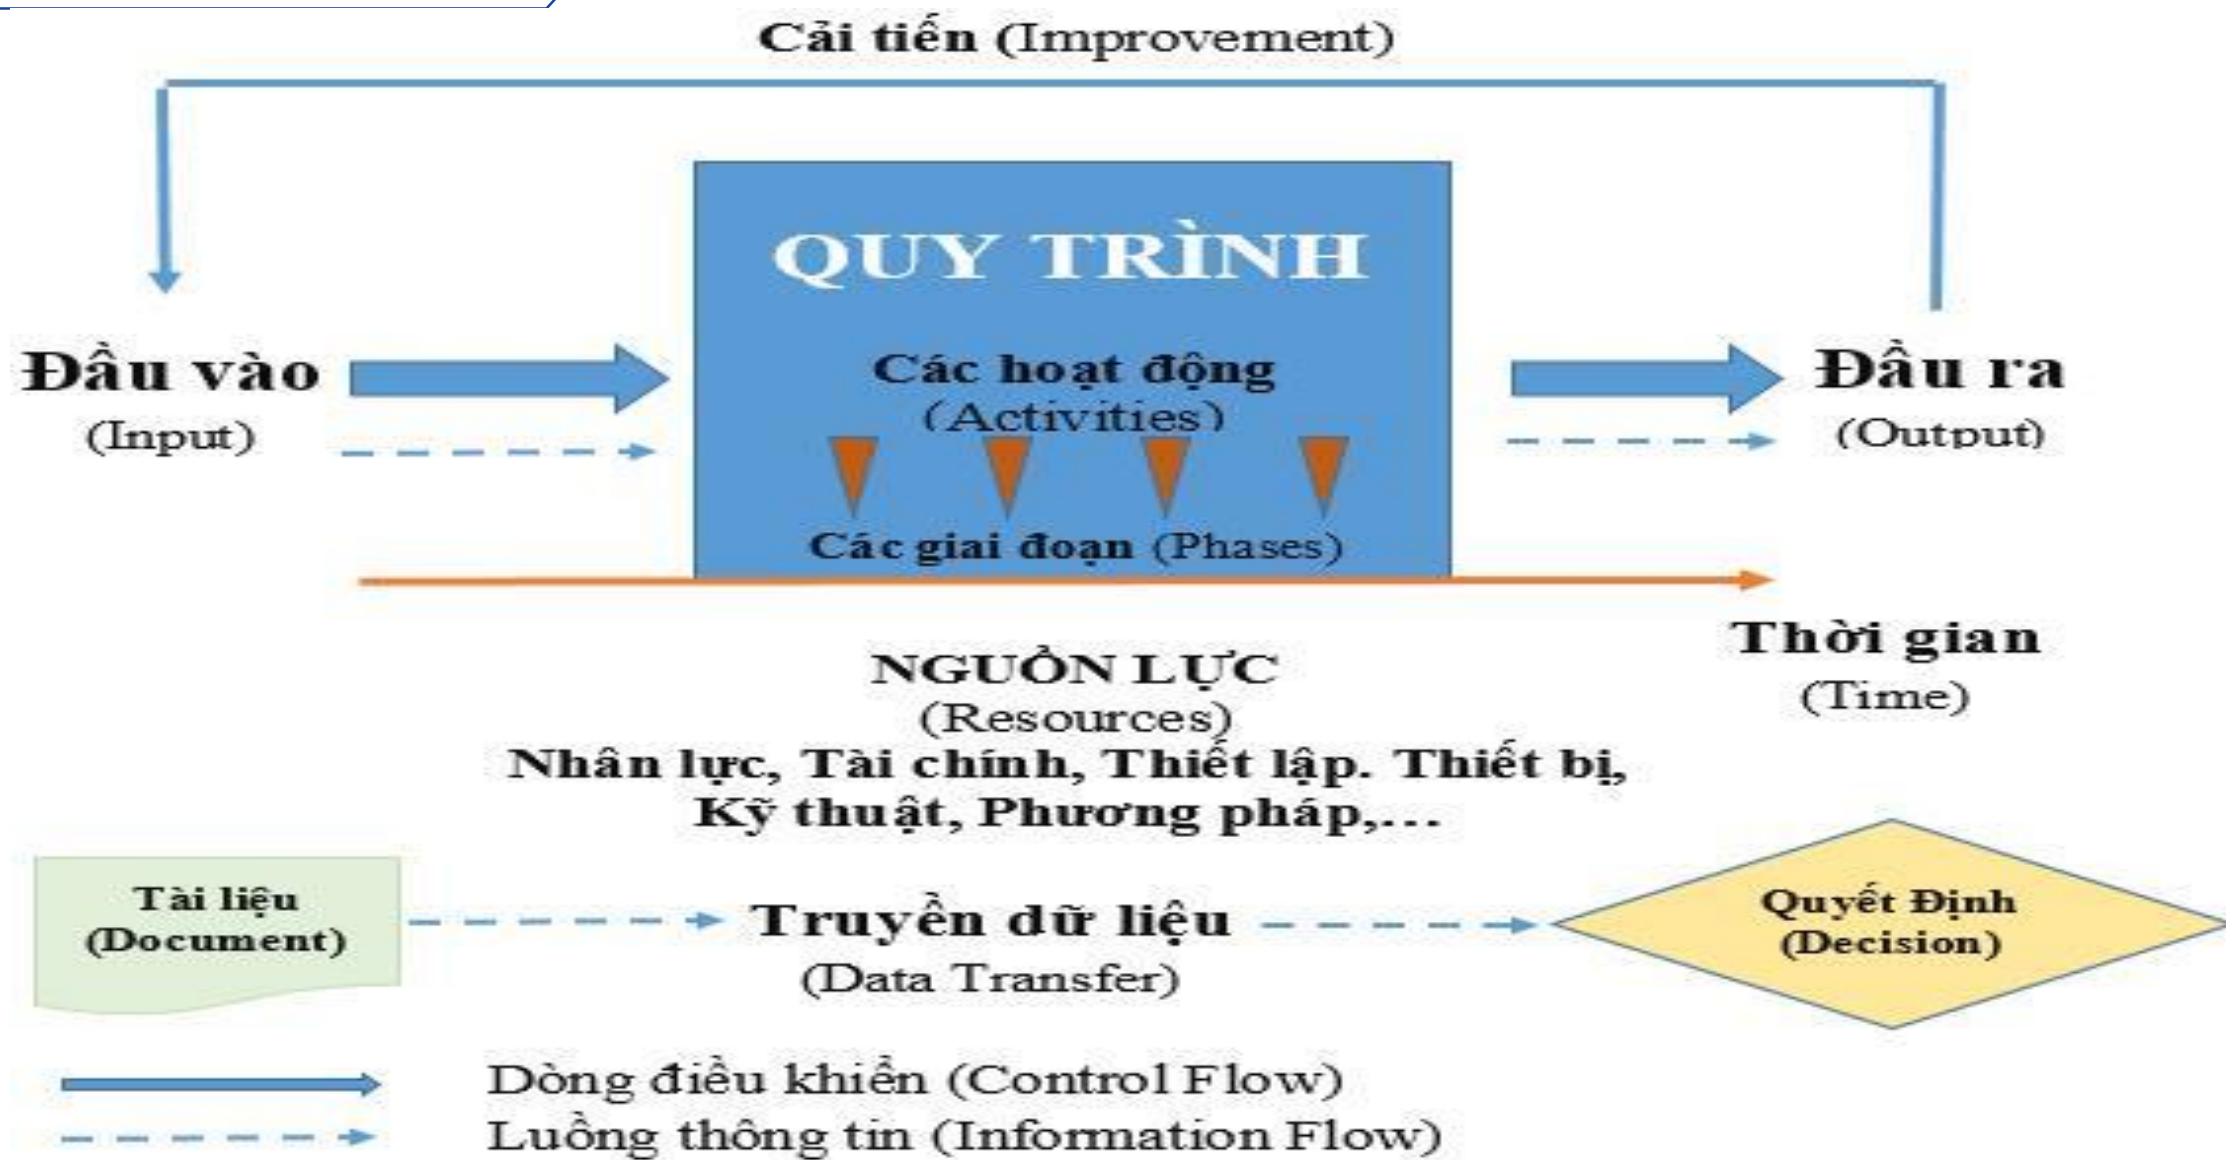 Cải tiến (Improvement)
QUY TRÌNH
Đầu vào
(Input)
Các hoạt động
(Activities)
Các giai đoạn (Phases)
Đầu ra
(Output)
Thời gian
(Time)
NGUỒN LỰC
(Resources)
Nhân lực, Tài chính, Thiết lập. Thiết bị,
Kỹ thuật, Phương pháp,...
Tài liệu
(Document)
Truyền dữ liệu
(Data Transfer)
Quyết Định
(Decision)
Dòng điều khiển (Control Flow)
Luồng thông tin (Information Flow)